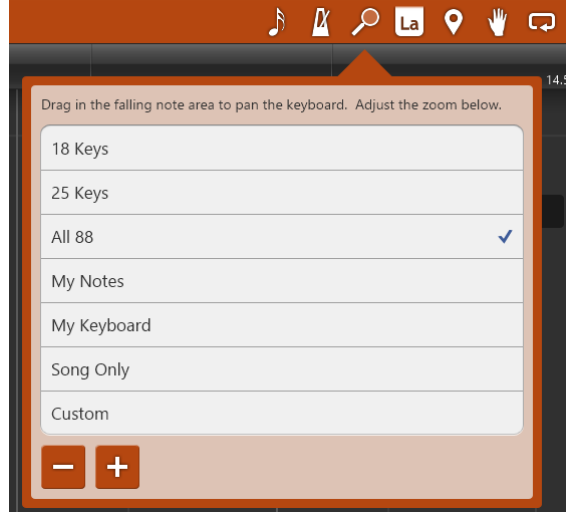 La
14.5
Drag in the falling note area to pan the keyboard.  Adjust the zoom below.
18 Keys
25 Keys
All 88
My Notes
My Keyboard
Song Only
Custom